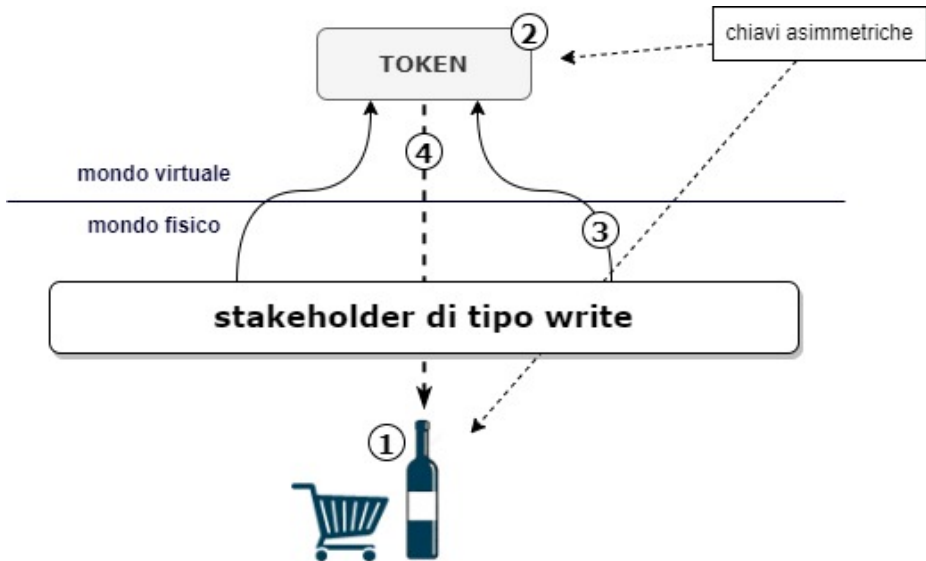 2
chiavi asimmetriche
TOKEN
4
mondo virtuale
mondo fisico
3
stakeholder di tipo write
1